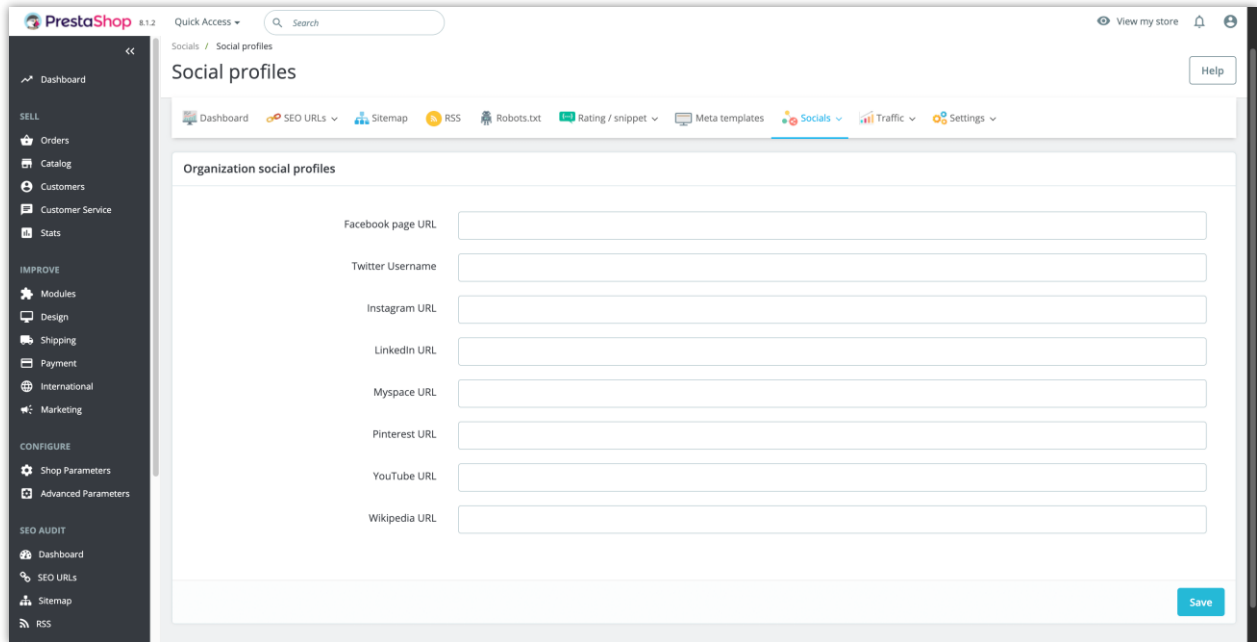 PrestaShop 8.1.2 Quick Access Search View my store
Socials / Social profiles
Social profiles
Help
Dashboard SEO URLs Sitemap RSS Robots.txt Rating / snippet Meta templates Socials Traffic Settings
Organization social profiles
Facebook page URL
Twitter Username
Instagram URL
LinkedIn URL
Myspace URL
Pinterest URL
YouTube URL
Wikipedia URL
Save
Dashboard
SELL
Orders
Catalog
Customers
Customer Service
Stats
IMPROVE
Modules
Design
Shipping
Payment
International
Marketing
CONFIGURE
Shop Parameters
Advanced Parameters
SEO AUDIT
Dashboard
SEO URLs
Sitemap
RSS